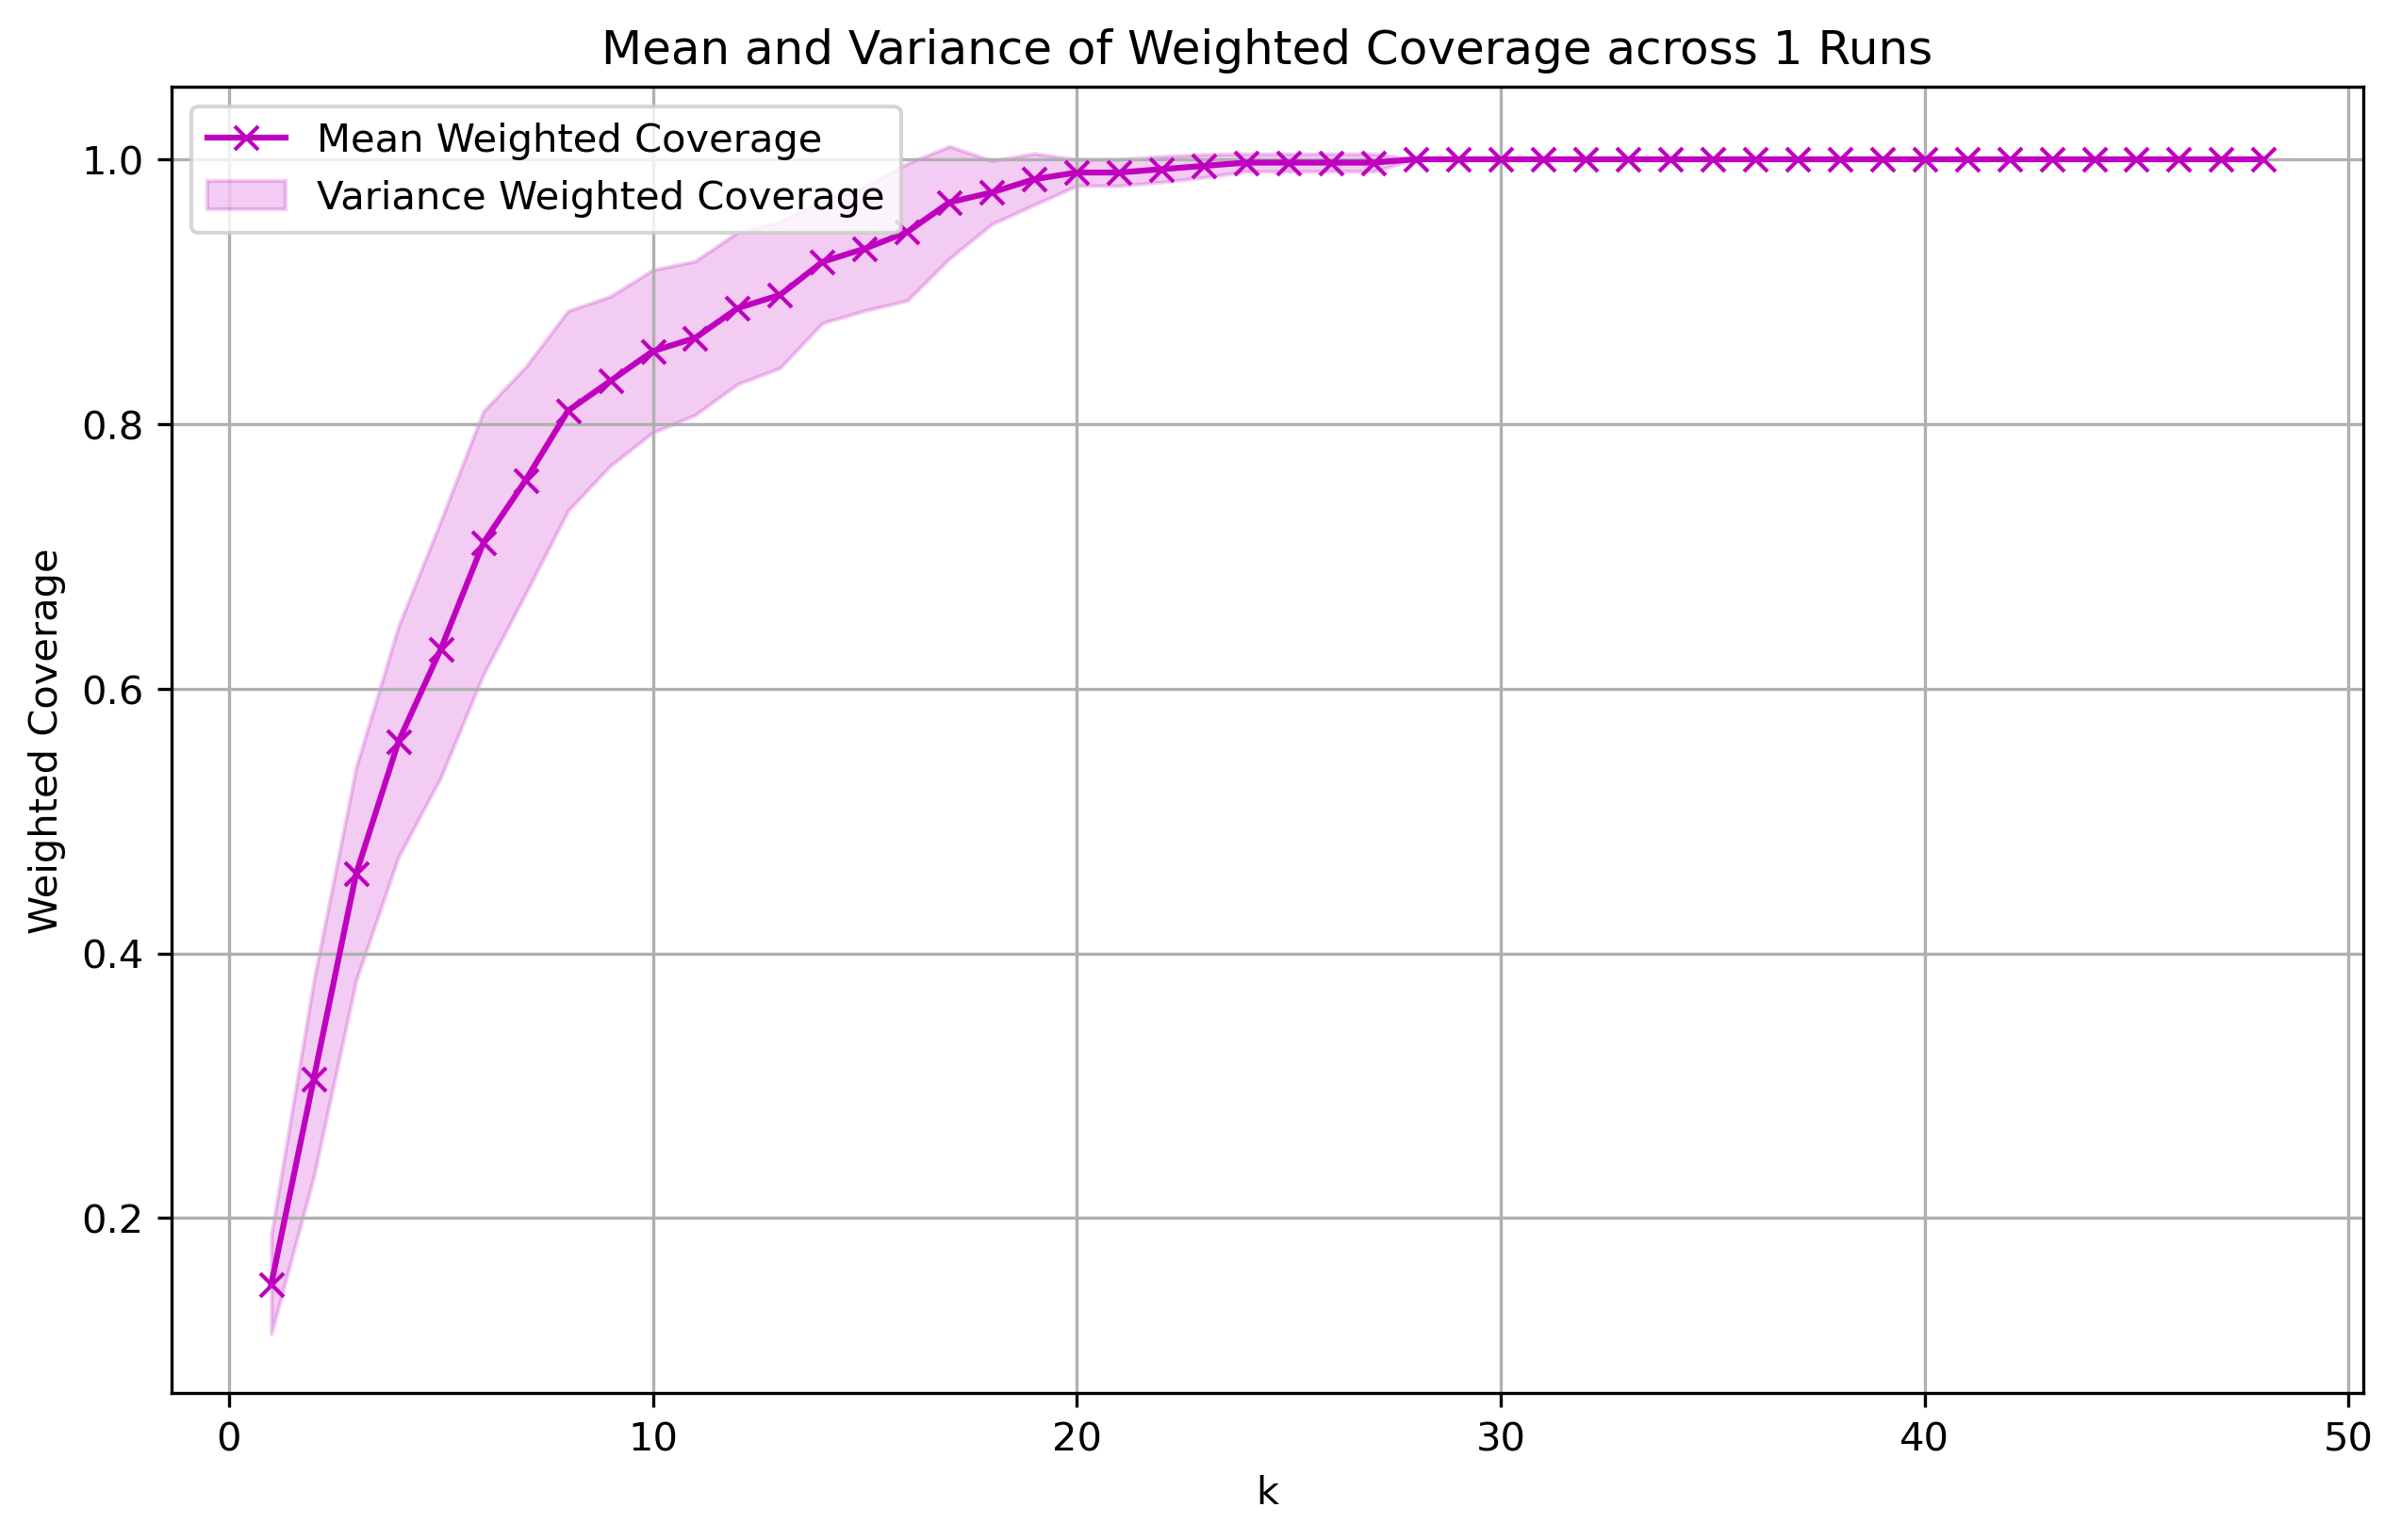 Mean and Variance of Weighted Coverage across 1 Runs
Mean Weighted Coverage
Variance Weighted Coverage
Weighted Coverage
1.0
0.8
0.6
0.4
0.2
0 10 20 30 40 50
k